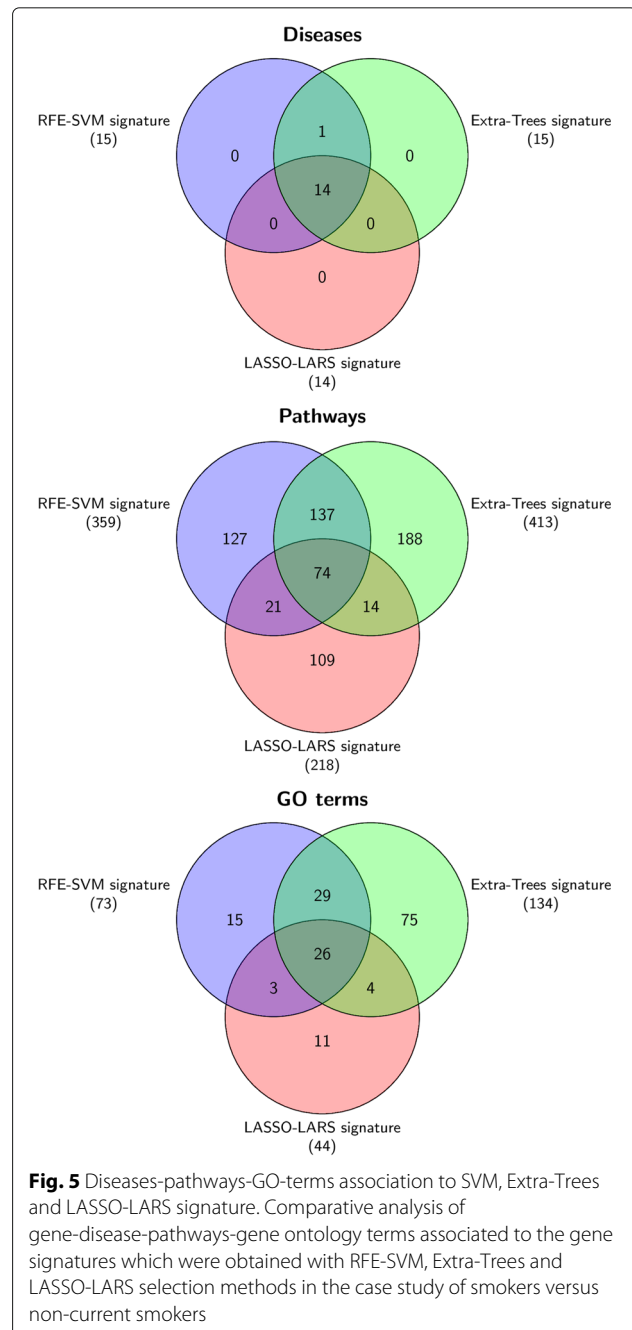 Diseases
RFE-SVM signature
(15)
Extra-Trees signature
(15)
1
0
0
14
0
0
0
LASSO-LARS signature
(14)
Pathways
RFE-SVM signature
(359)
Extra-Trees signature
(413)
137
127
188
74
21
14
109
LASSO-LARS signature
(218)
GO terms
RFE-SVM signature
(73)
Extra-Trees signature
(134)
29
15
75
26
3
4
11
LASSO-LARS signature
(44)
Fig. 5 Diseases-pathways-GO-terms association to SVM, Extra-Trees
and LASSO-LARS signature. Comparative analysis of
gene-disease-pathways-gene ontology terms associated to the gene
signatures which were obtained with RFE-SVM, Extra-Trees and
LASSO-LARS selection methods in the case study of smokers versus
non-current smokers